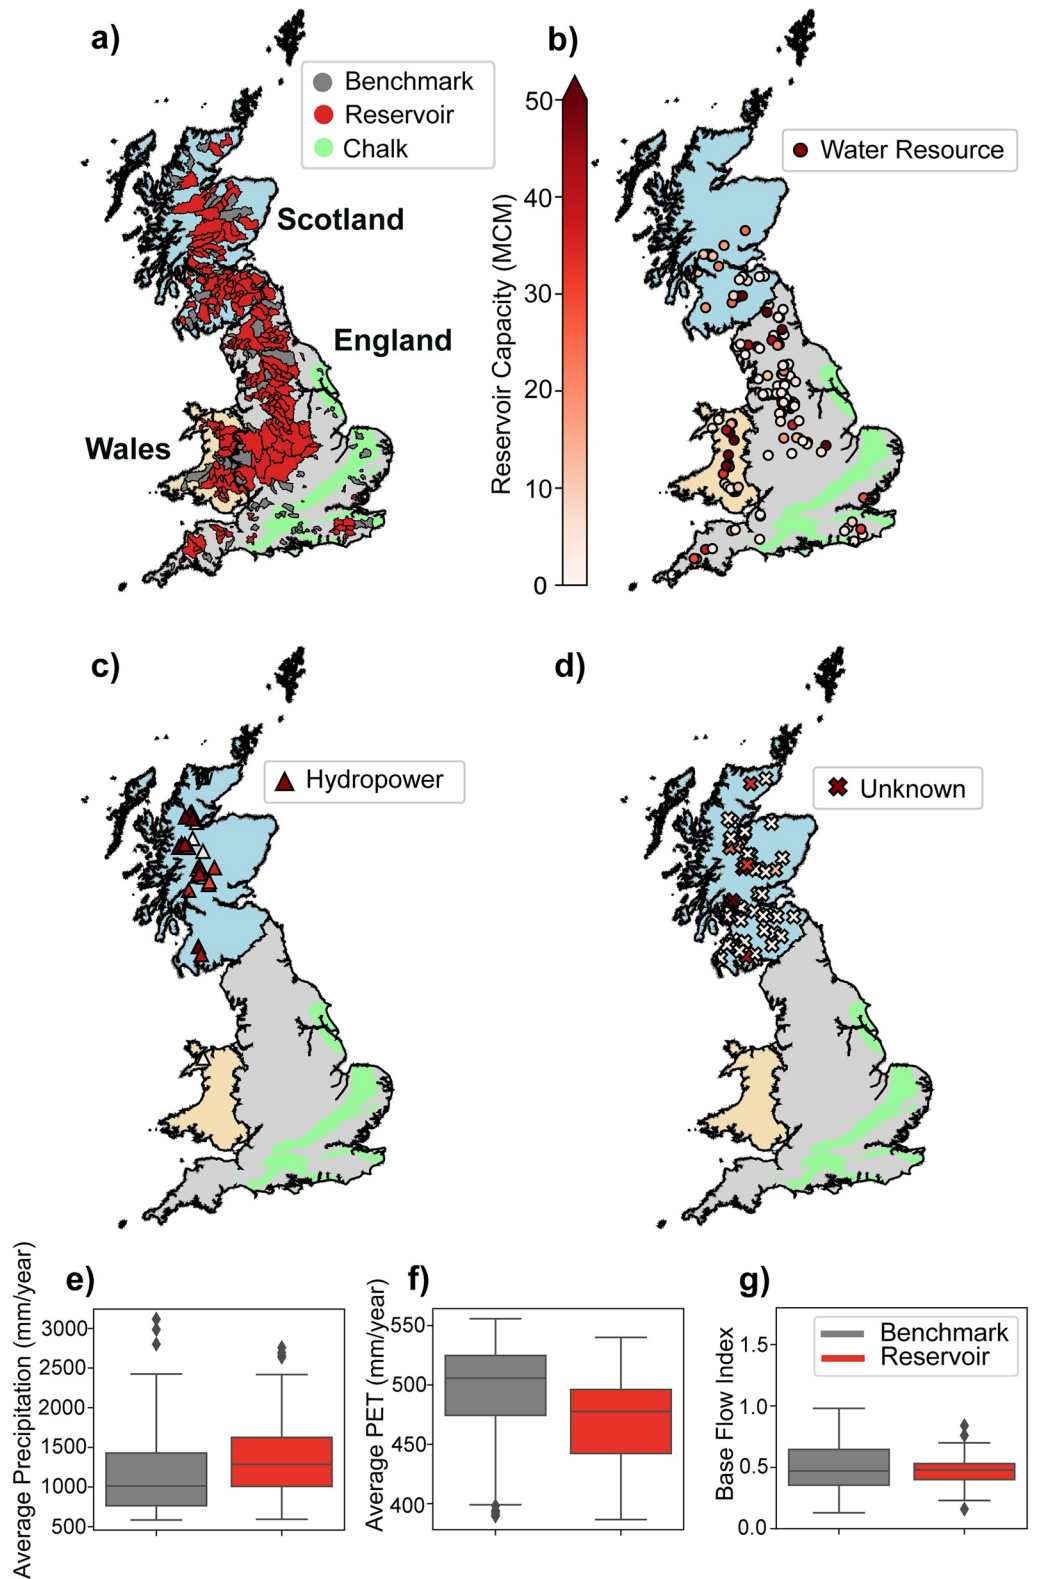 a)
Benchmark
Reservoir
Chalk
Scotland
England
Wales
b)
Water Resource
Reservoir Capacity (MCM)
50
40
30
20
10
0
c)
Hydropower
d)
Unknown
e)
Average Precipitation (mm/year)
3000
2500
2000
1500
1000
500
f)
Average PET (mm/year)
550
500
450
400
g)
Base Flow Index
1.5
1.0
0.5
0.0
Benchmark
Reservoir